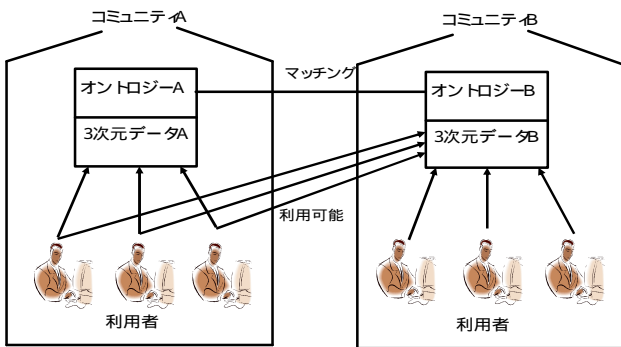 コミュニティA
コミュニティB
マッチング
オントロジーA
オントロジーB
3次元データA
3次元データB
利用可能
利用者
利用者